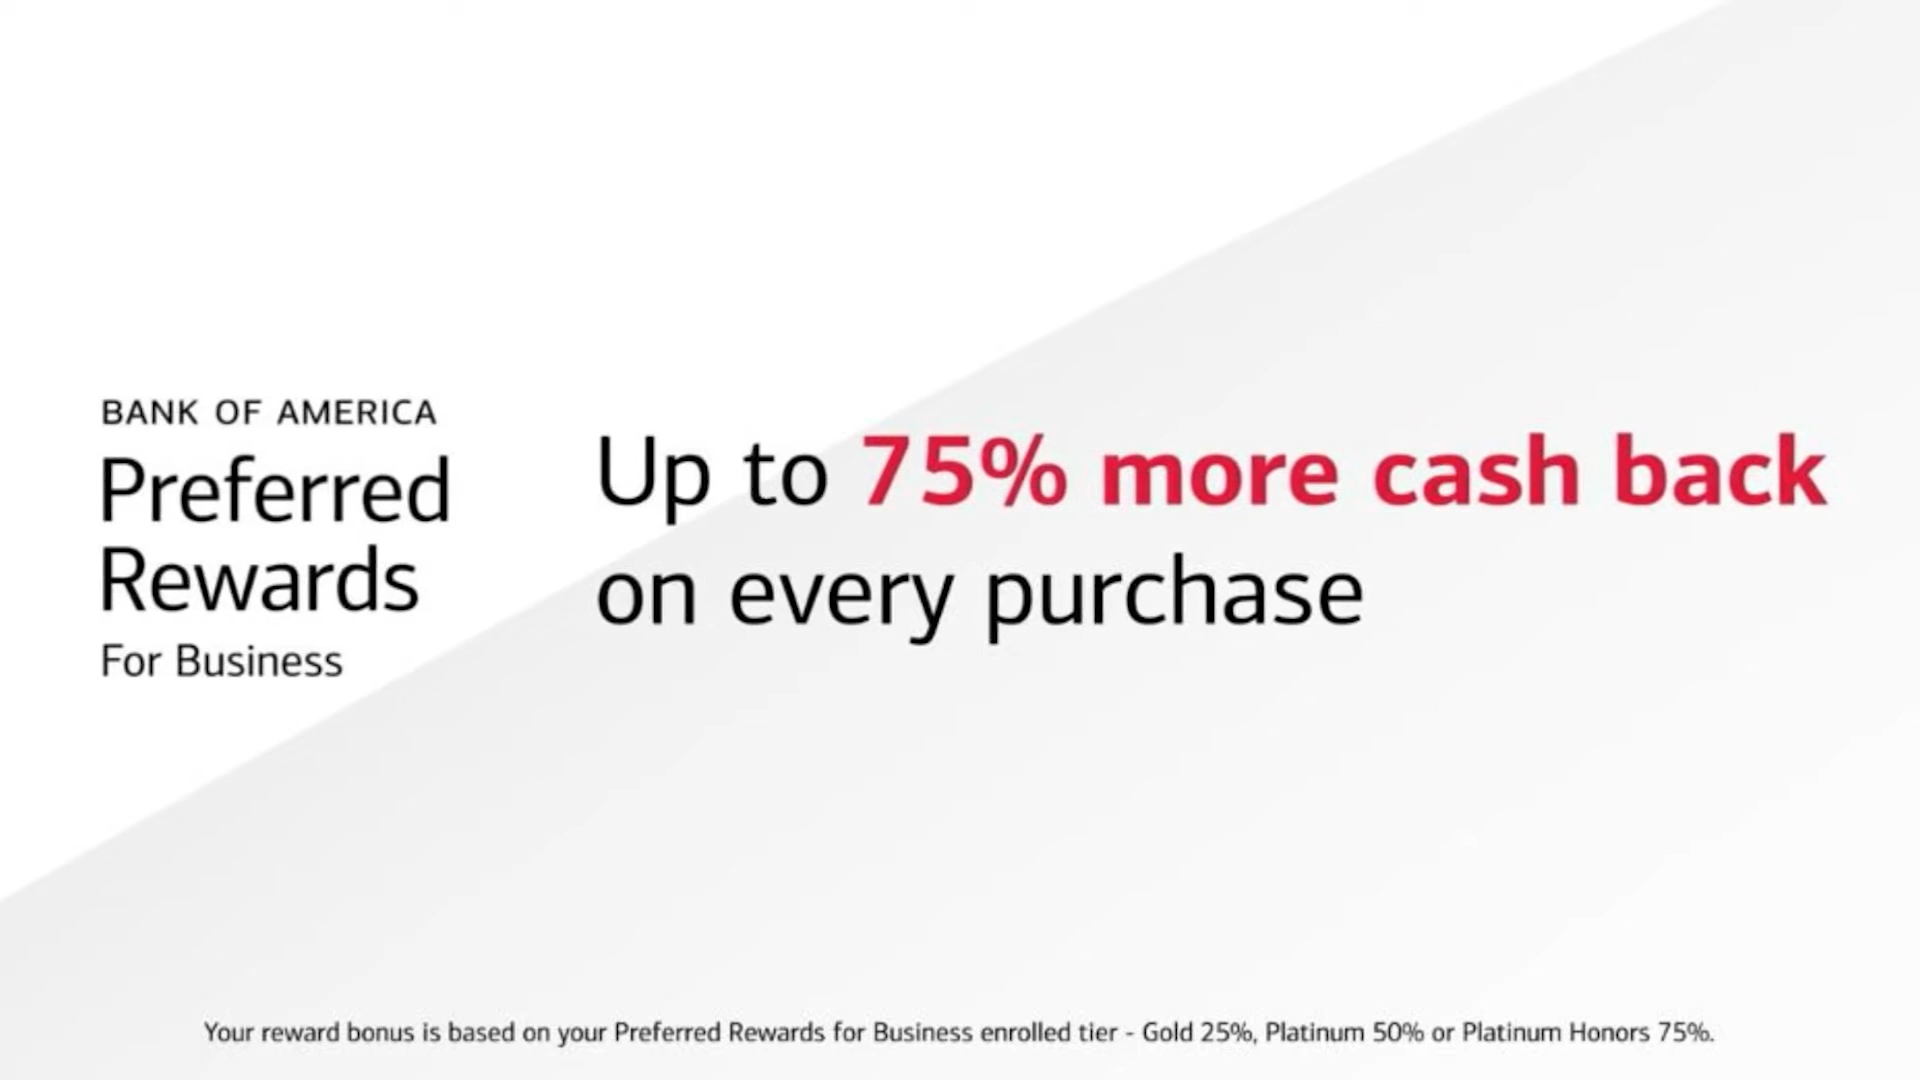 BANK OF AMERICA
Preferred
Rewards
For Business
Up to 75% more cash back
on every purchase
Your reward bonus is based on your Preferred Rewards for Business enrolled tier - Gold 25%, Platinum 50% or Platinum Honors 75%.